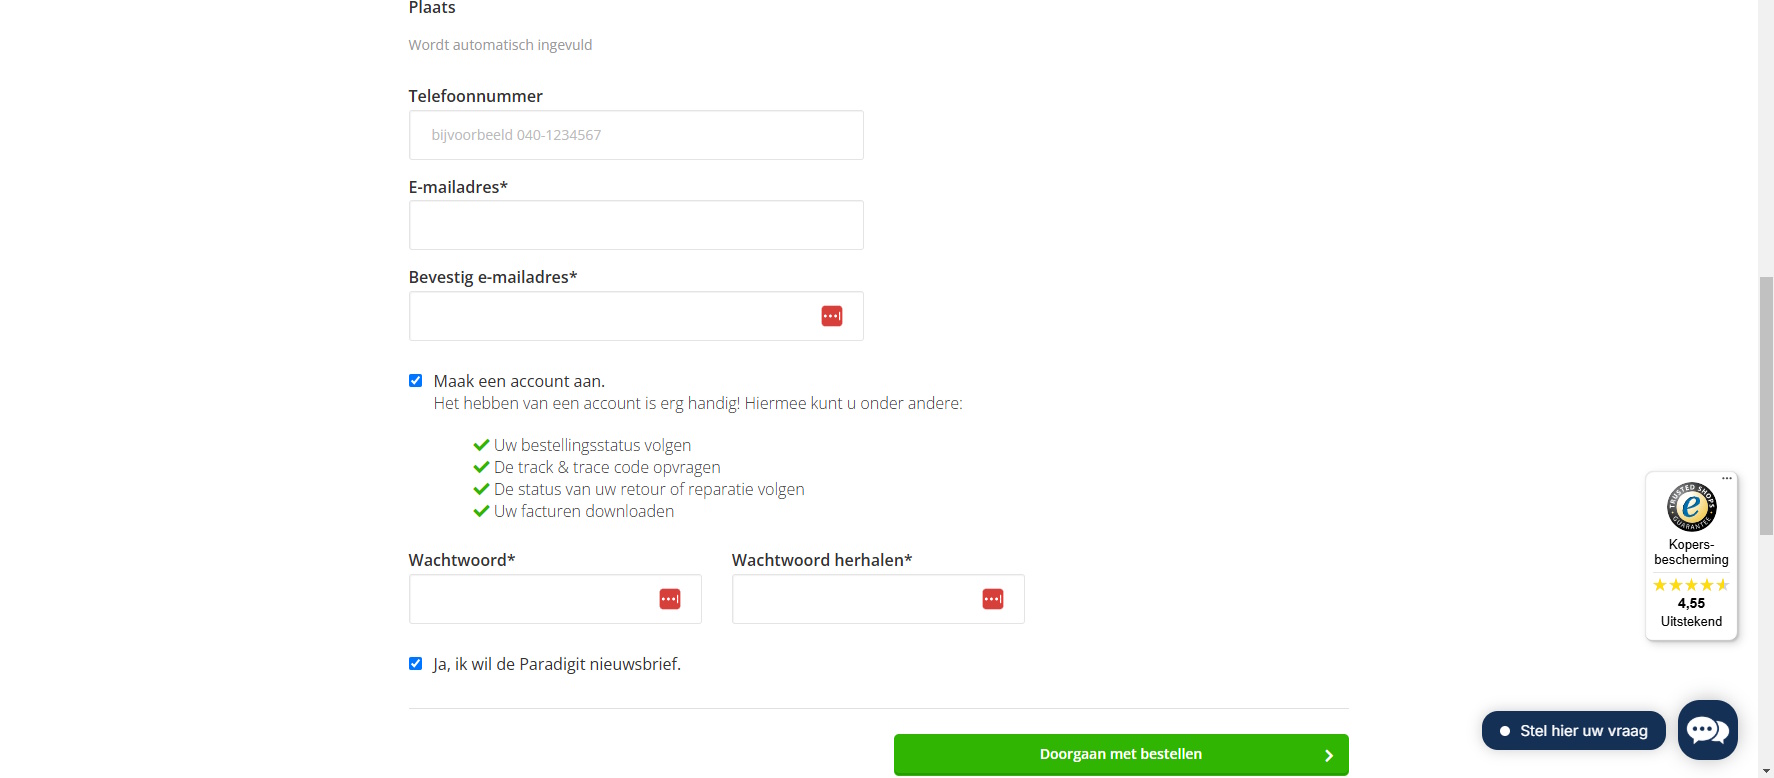 Plaats
Wordt automatisch ingevuld
Telefoonnummer
bijvoorbeeld 040-1234567
E-mailadres*
Bevestig e-mailadres*
Maak een account aan.
Het hebben van een account is erg handig! Hiermee kunt u onder andere:
Uw bestellingsstatus volgen
De track & trace code opvragen
De status van uw retour of reparatie volgen
Uw facturen downloaden
Wachtwoord*
Wachtwoord herhalen*
Ja, ik wil de Paradigit nieuwsbrief.
Doorgaan met bestellen
TRUSTED SHOPS
e
GUARANTEE
Kopers-
bescherming
4,55
Uitstekend
Stel hier uw vraag